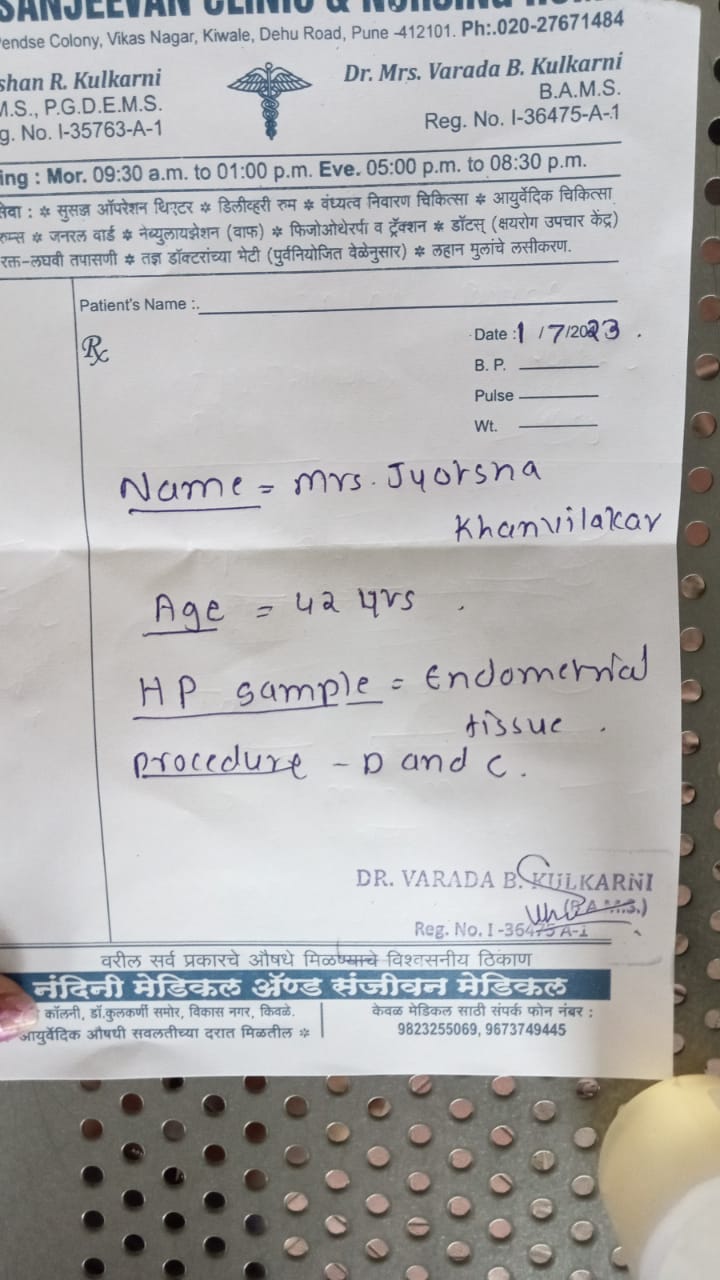 SANJEEVAN CLINIC & NURSING HOME
Pendse Colony, Vikas Nagar, Kiwale, Dehu Road, Pune -412101. Ph:.020-27671484
shan R. Kulkarni
M.S., P.G.D.E.M.S.
g. No. I-35763-A-1
Dr. Mrs. Varada B. Kulkarni
B.A.M.S.
Reg. No. I-36475-A-1
ing : Mor. 09:30 a.m. to 01:00 p.m. Eve. 05:00 p.m. to 08:30 p.m.
सेवा : * सुसज्ज ऑपरेशन थिएटर * डिलीव्हरी रुम * वंध्यत्व निवारण चिकित्सा * आयुर्वेदिक चिकित्सा
रुम्स * जनरल वार्ड * नेब्युलायझेशन (वाफ) * फिजोओथेरपी व ट्रॅक्शन * डॉटस् (क्षयरोग उपचार केंद्र)
रक्त-लघवी तपासणी * तज्ञ डॉक्टरांच्या भेटी (पुर्वनियोजित वेळेनुसार) * लहान मुलांचे लसीकरण.
Patient's Name :.
Rx
Date : 1/7/2023.
B. P.
Pulse
Wt.
Name = Mrs. Jyotsna
Khanvilakar
Age = 42 yrs.
HP sample = Endometrial
tissue.
procedure - D and C.
DR. VARADA B. KULKARNI
(B.A.M.S.)
Reg. No. I-36475 A-1
वरील सर्व प्रकारचे औषधे मिळण्याचे विश्वसनीय ठिकाण
नंदिनी मेडिकल ॲण्ड संजीवन मेडिकल
कॉलनी, डॉ.कुलकर्णी समोर, विकास नगर, किवळे.
आयुर्वेदिक औषधी सवलतीच्या दरात मिळतील *
केवळ मेडिकल साठी संपर्क फोन नंबर :
9823255069, 9673749445